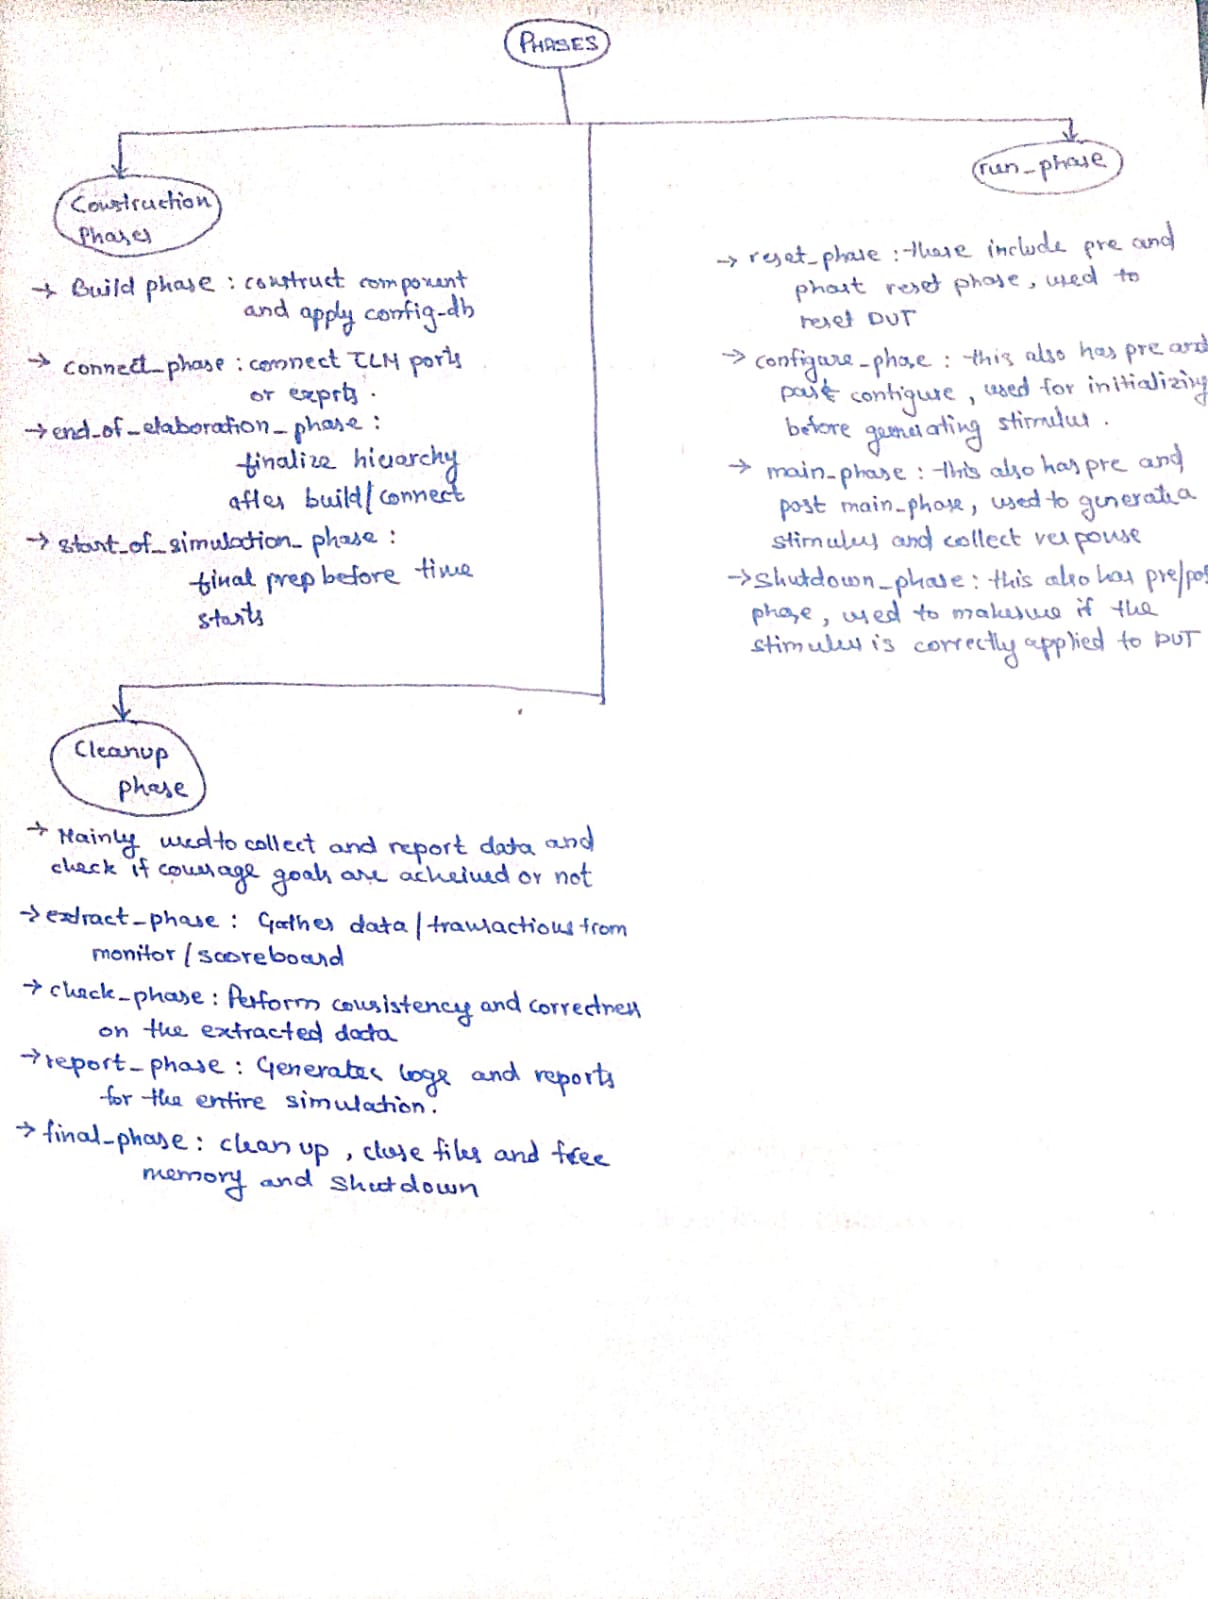 PHASES
Construction
Phases
→ Build phase : construct component
and apply config-db
→ connect_phase : connect TLM ports
or exprts.
→ end_of_elaboration_phase :
finalize hierarchy
after build/connect
→ start_of_simulation_phase :
final prep before time
starts
run_phase
→ reset_phase : these include pre and
phost reset phase, used to
reset DUT
→ configure_phase : this also has pre and
post configure, used for initializing
before generating stimulus.
→ main_phase : this also has pre and
post main_phase, used to generate a
stimulus and collect response
→ Shutdown_phase : this also has pre/pos
phase, used to makesure if the
stimulus is correctly applied to DUT
Cleanup
phase
→ Mainly used to collect and report data and
check if coverage goals are acheived or not
→ extract_phase : Gather data / transactions from
monitor / scoreboard
→ check_phase : Perform consistency and correctness
on the extracted data
→ report_phase : Generates logs and reports
for the entire simulation.
→ final_phase : clean up, close files and free
memory and shutdown